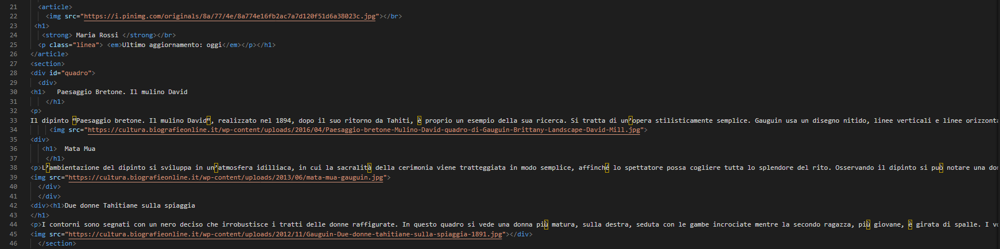 21 <article>
22 <img src="https://i.pinimg.com/originals/8a/77/4e/8a774e16fb2ac7a7d120f51d6a38023c.jpg"></br>
23 <h1>
24 <strong> Maria Rossi </strong></br>
25 <p class="linea"> <em>Ultimo aggiornamento: oggi</em></p></h1>
26 </article>
27 <section>
28 <div id="quadro">
29 <div>
30 <h1>   Paesaggio Bretone. Il mulino David
31 </h1>
32 <p>
33 Il dipinto “Paesaggio bretone. Il mulino David“, realizzato nel 1894, dopo il suo ritorno da Tahiti, è proprio un esempio della sua ricerca. Si tratta di un’opera stilisticamente semplice. Gauguin usa un disegno nitido, linee verticali e linee orizzonta
34 <img src="https://cultura.biografieonline.it/wp-content/uploads/2016/04/Paesaggio-bretone-Mulino-David-quadro-di-Gauguin-Brittany-Landscape-David-Mill.jpg">
35 <div>
36 <h1>  Mata Mua
37 </h1>
38 <p>L’ambientazione del dipinto si sviluppa in un’atmosfera idilliaca, in cui la sacralità della cerimonia viene tratteggiata in modo semplice, affinché lo spettatore possa cogliere tutta lo splendore del rito. Osservando il dipinto si può notare una don
39 <img src="https://cultura.biografieonline.it/wp-content/uploads/2013/06/mata-mua-gauguin.jpg">
40 </div>
41 </div>
42 <div><h1>Due donne Tahitiane sulla spiaggia
43 </h1>
44 <p>I contorni sono segnati con un nero deciso che irrobustisce i tratti delle donne raffigurate. In questo quadro si vede una donna più matura, sulla destra, seduta con le gambe incrociate mentre la secondo ragazza, più giovane, è girata di spalle. I vo
45 <img src="https://cultura.biografieonline.it/wp-content/uploads/2012/11/Gauguin-Due-donne-tahitiane-sulla-spiaggia-1891.jpg"></div>
46 </section>